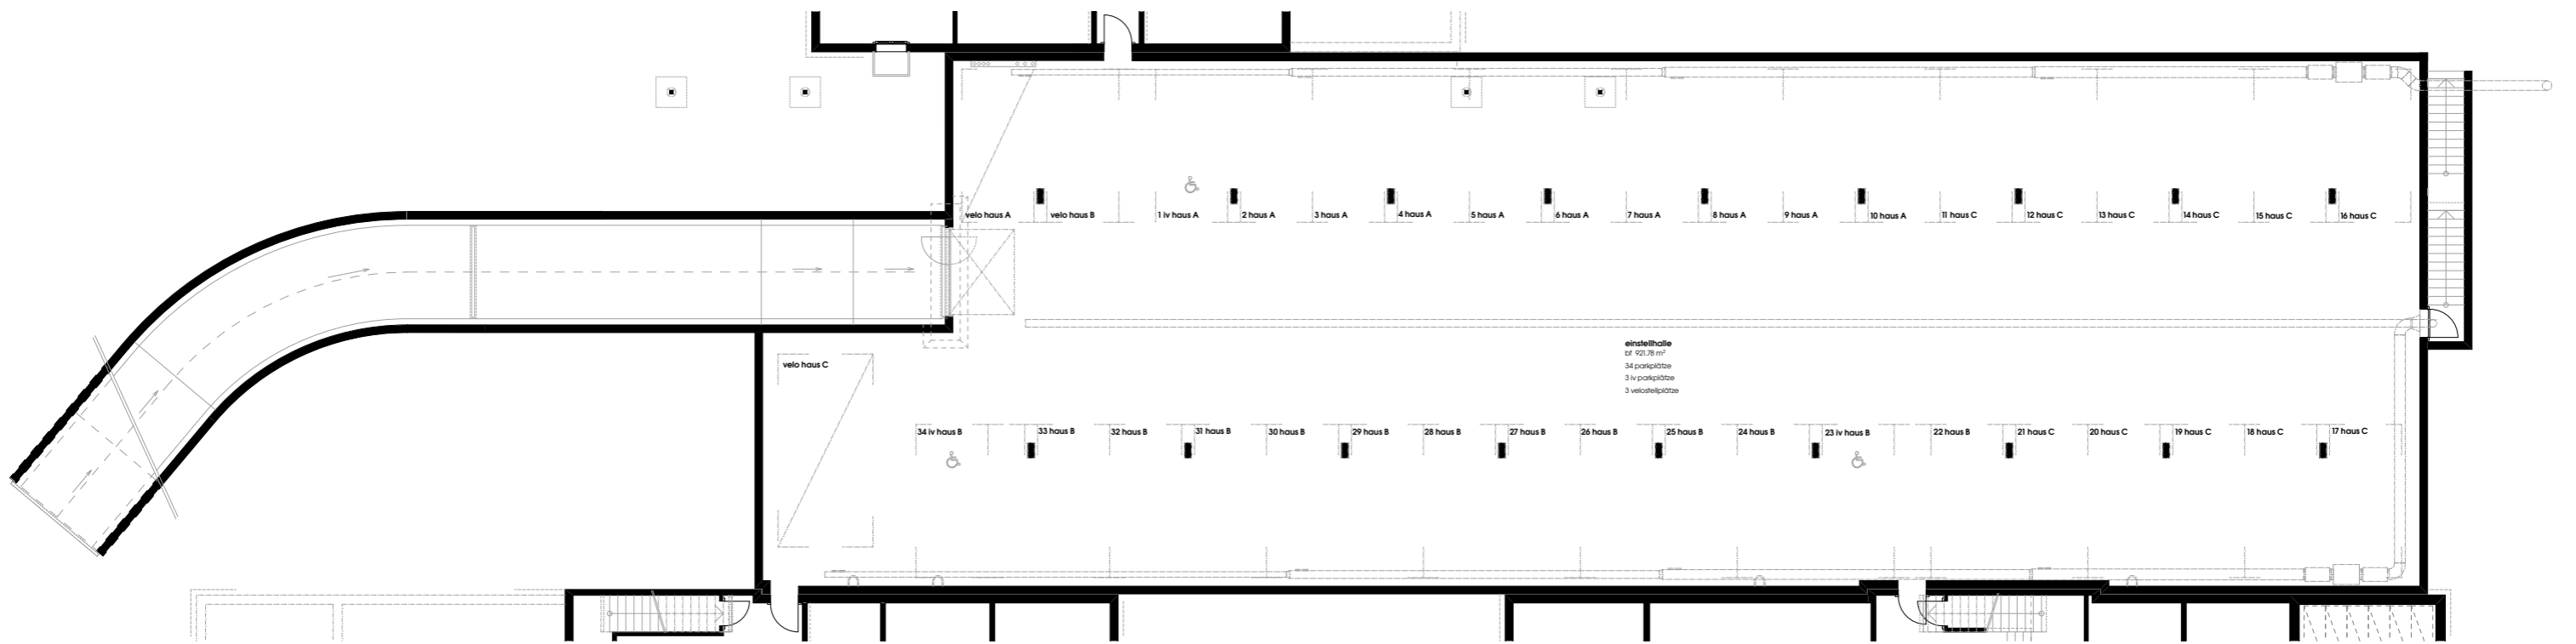 velo haus A
velo haus B
1 iv haus A
2 haus A
3 haus A
4 haus A
5 haus A
6 haus A
7 haus A
8 haus A
9 haus A
10 haus A
11 haus C
12 haus C
13 haus C
14 haus C
15 haus C
16 haus C
einstellhalle
bf 921.78 m²
34 parkplätze
3 iv parkplätze
3 velostellplätze
velo haus C
34 iv haus B
33 haus B
32 haus B
31 haus B
30 haus B
29 haus B
28 haus B
27 haus B
26 haus B
25 haus B
24 haus B
23 iv haus B
22 haus B
21 haus C
20 haus C
19 haus C
18 haus C
17 haus C